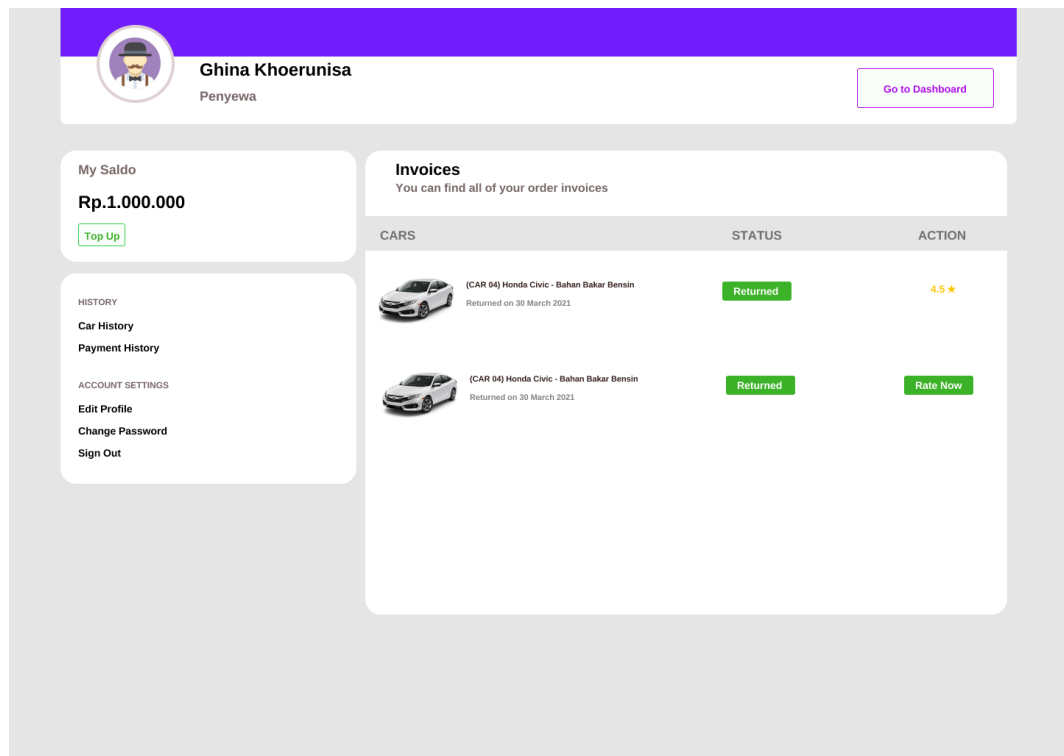 Ghina Khoerunisa
Penyewa
Go to Dashboard
My Saldo
Rp.1.000.000
Top Up
HISTORY
Car History
Payment History
ACCOUNT SETTINGS
Edit Profile
Change Password
Sign Out
Invoices
You can find all of your order invoices
CARS STATUS ACTION
(CAR 04) Honda Civic - Bahan Bakar Bensin
Returned on 30 March 2021
Returned
4.5 ★
(CAR 04) Honda Civic - Bahan Bakar Bensin
Returned on 30 March 2021
Returned
Rate Now